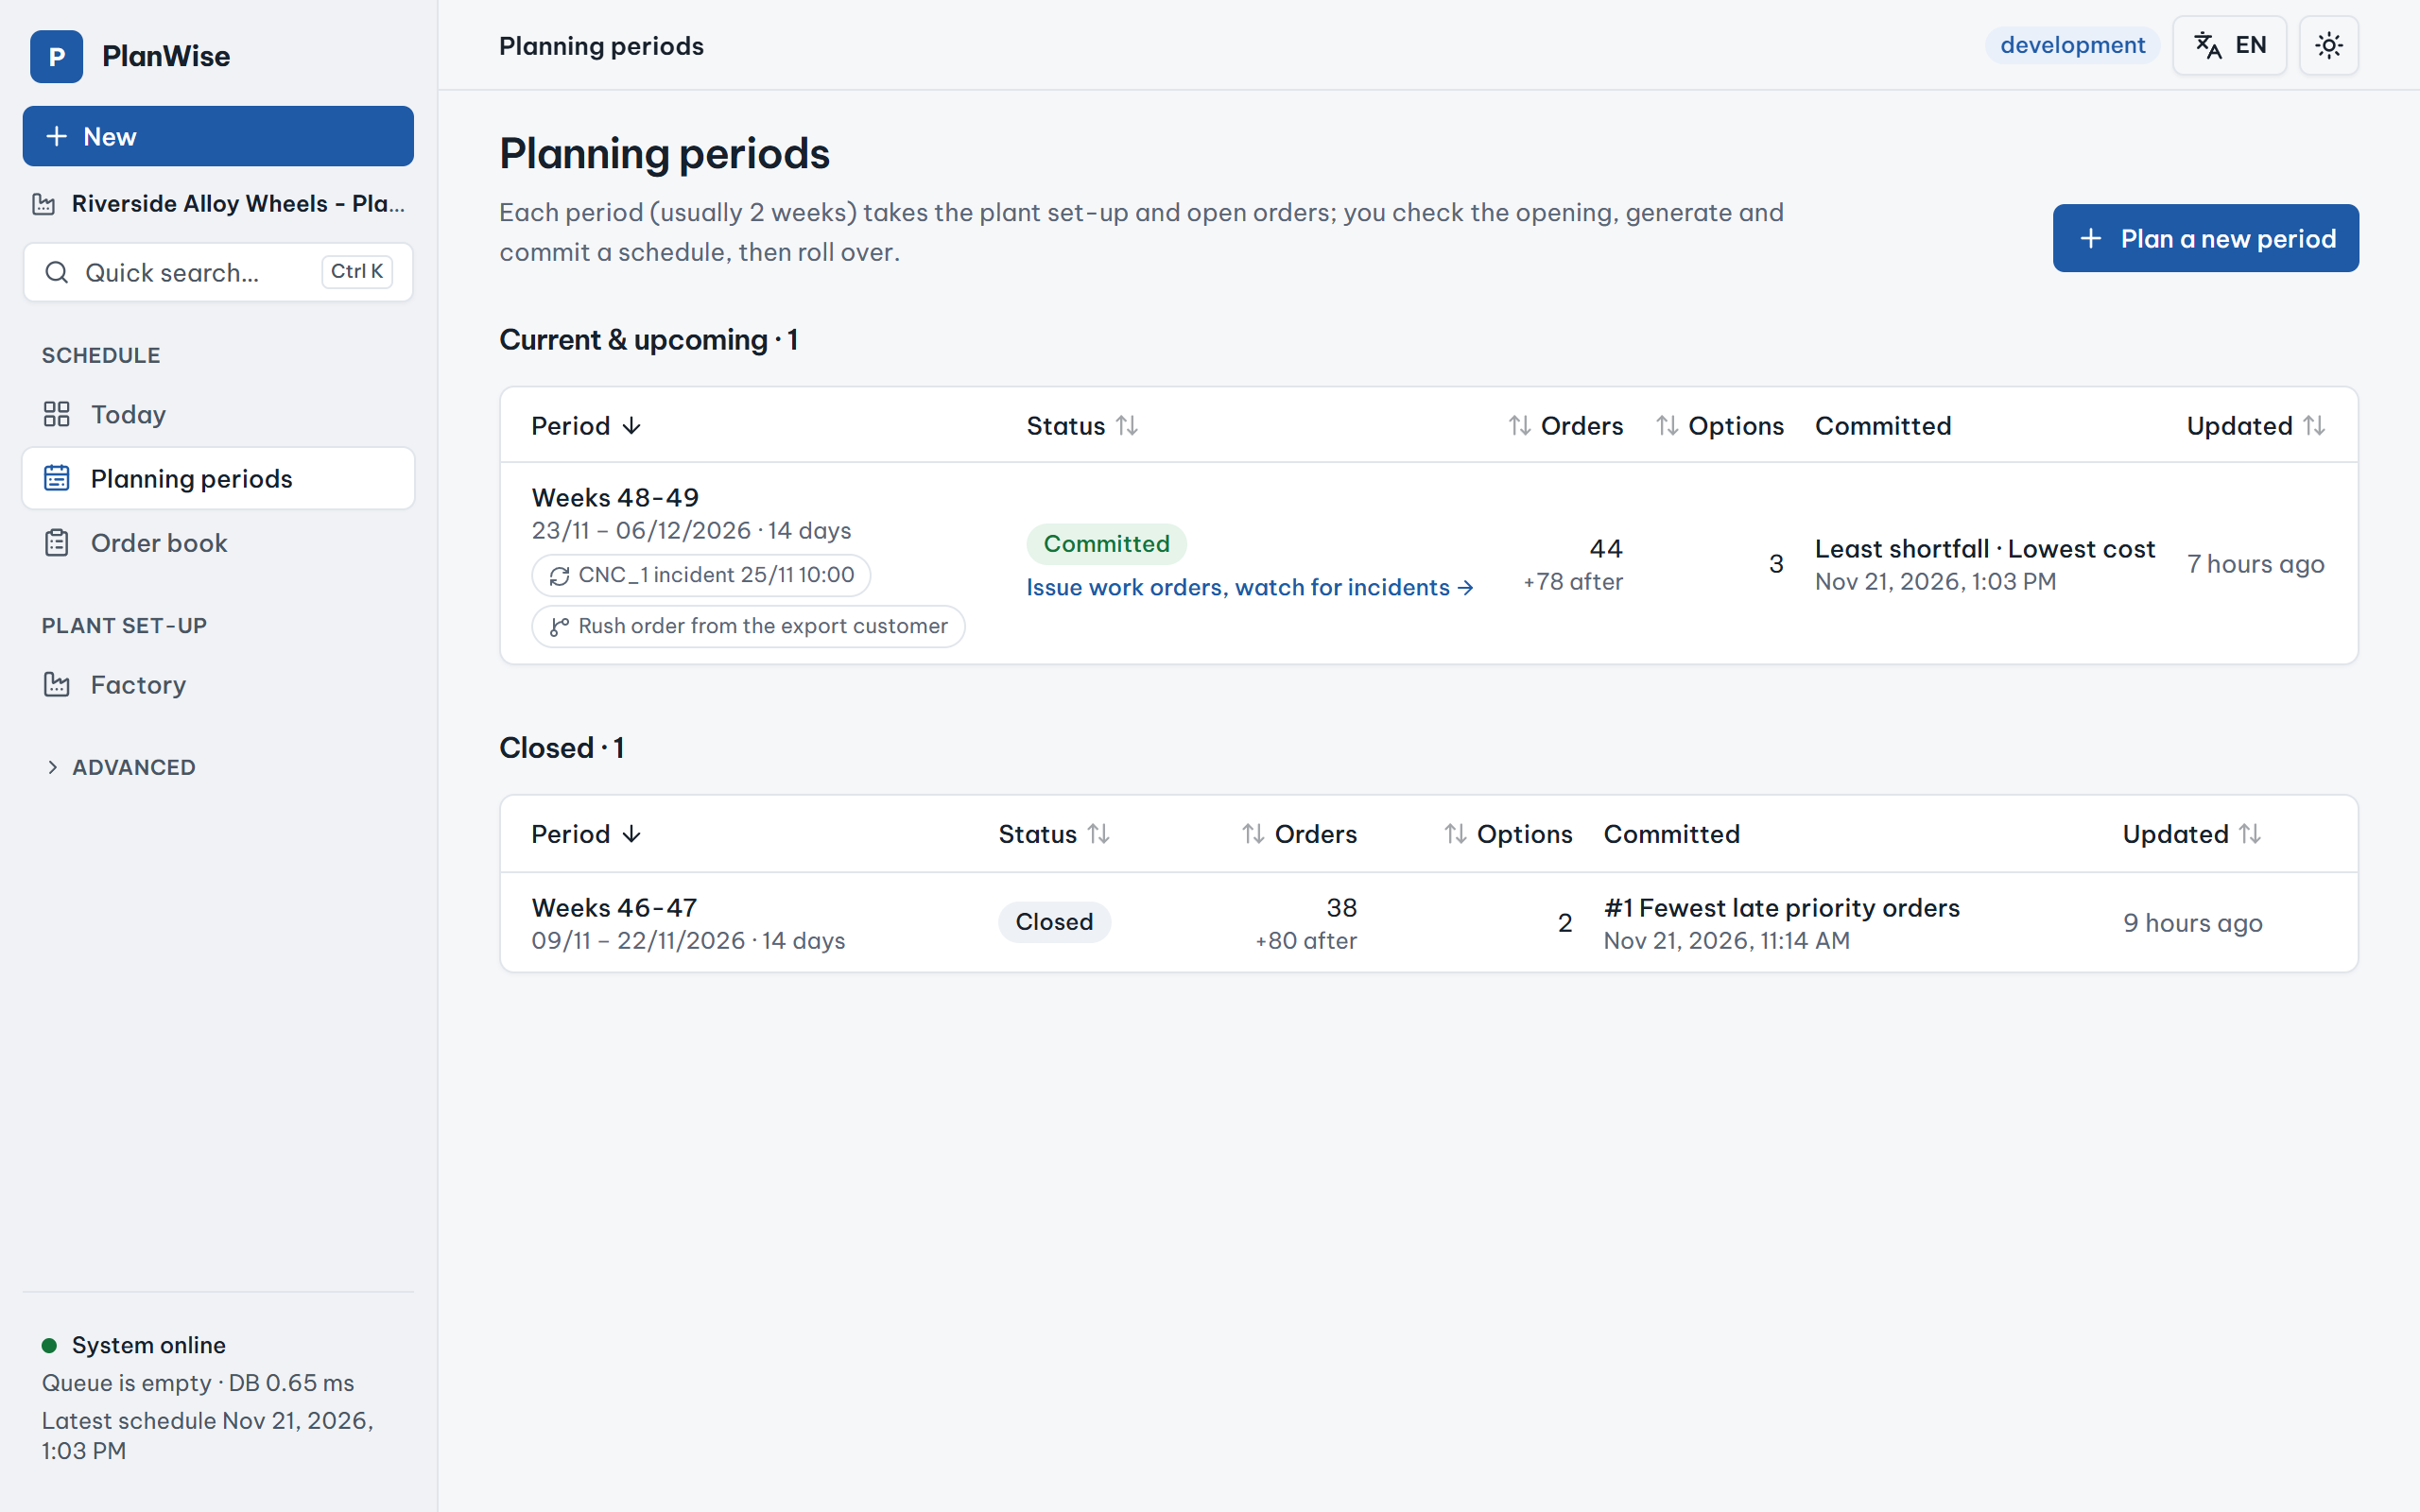 P PlanWise
+ New
Riverside Alloy Wheels - Pla...
Quick search... Ctrl K
SCHEDULE
Today
Planning periods
Order book
PLANT SET-UP
Factory
ADVANCED
System online
Queue is empty · DB 0.65 ms
Latest schedule Nov 21, 2026,
1:03 PM
Planning periods
development
EN
Planning periods
Each period (usually 2 weeks) takes the plant set-up and open orders; you check the opening, generate and
commit a schedule, then roll over.
+ Plan a new period
Current & upcoming · 1
Period Status Orders Options Committed Updated
Weeks 48-49
23/11 – 06/12/2026 · 14 days
CNC_1 incident 25/11 10:00
Rush order from the export customer
Committed
Issue work orders, watch for incidents →
44
+78 after
3
Least shortfall · Lowest cost
Nov 21, 2026, 1:03 PM
7 hours ago
Closed · 1
Period Status Orders Options Committed Updated
Weeks 46-47
09/11 – 22/11/2026 · 14 days
Closed
38
+80 after
2
#1 Fewest late priority orders
Nov 21, 2026, 11:14 AM
9 hours ago